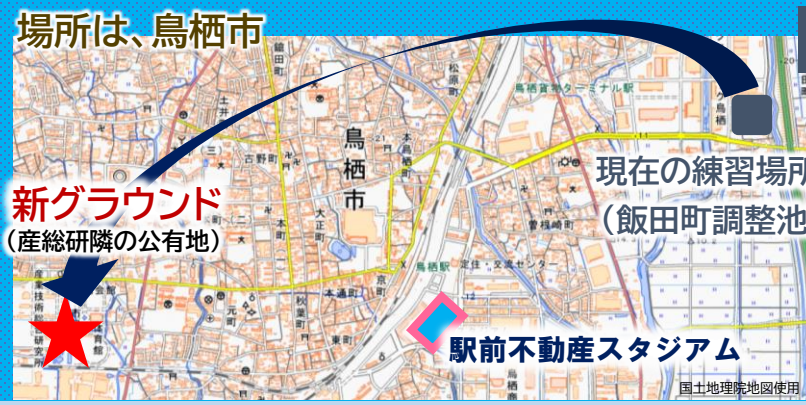 場所は、鳥栖市
新グラウンド
（産総研隣の公有地）
現在の練習場所
（飯田町調整池
駅前不動産スタジアム
国土地理院地図使用
鳥栖市
鳥栖貨物ターミナル駅
松原町
本鳥栖町
古野町
土井
本町
大正町
曽根崎町
鳥栖駅
定住・交流センター
京町
本通町
秋葉町
元町
東町